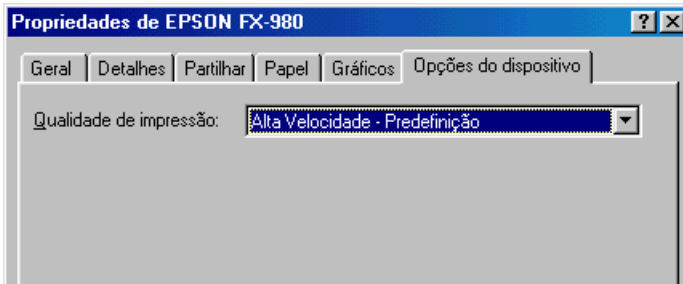 Propriedades de EPSON FX-980
Geral Detalhes Partilhar Papel Gráficos Opções do dispositivo
Qualidade de impressão: Alta Velocidade - Predefinição